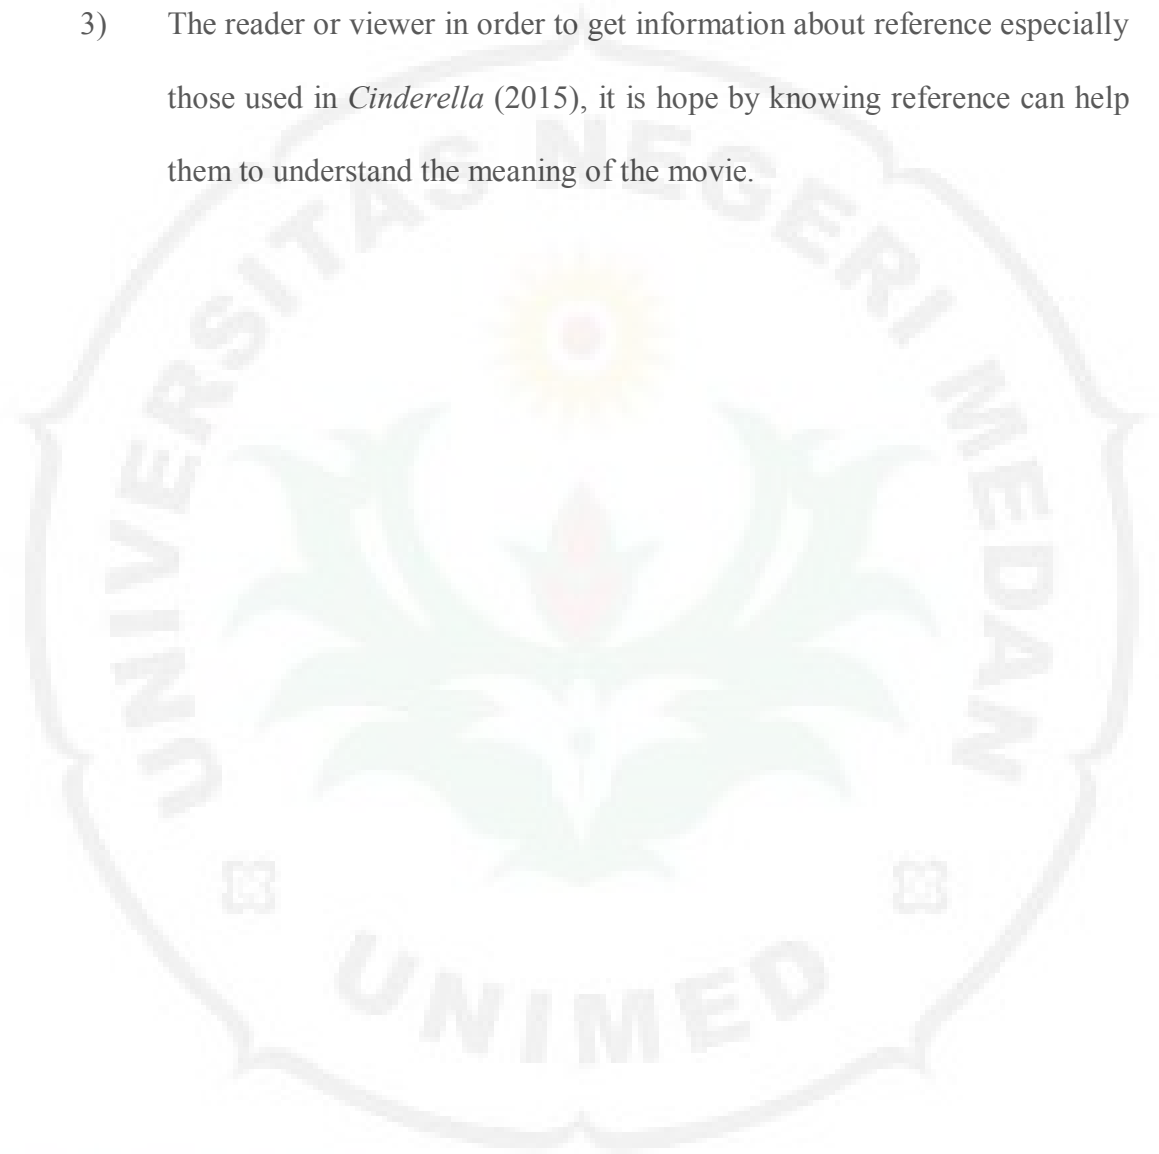 3) The reader or viewer in order to get information about reference especially
those used in Cinderella (2015), it is hope by knowing reference can help
them to understand the meaning of the movie.
UNIVERSITAS NEGERI MEDAN
UNIMED